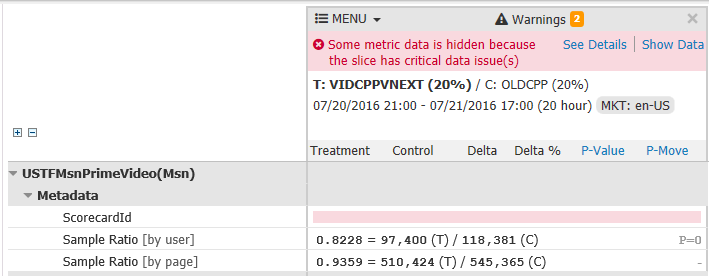 MENU Warnings 2
Some metric data is hidden because See Details Show Data
the slice has critical data issue(s)
T: VIDCPPVNEXT (20%) / C: OLDCPP (20%)
07/20/2016 21:00 - 07/21/2016 17:00 (20 hour) MKT: en-US
Treatment Control Delta Delta % P-Value P-Move
USTFMsnPrimeVideo(Msn)
Metadata
ScorecardId
Sample Ratio [by user] 0.8228 = 97,400 (T) / 118,381 (C) P=0
Sample Ratio [by page] 0.9359 = 510,424 (T) / 545,365 (C) -